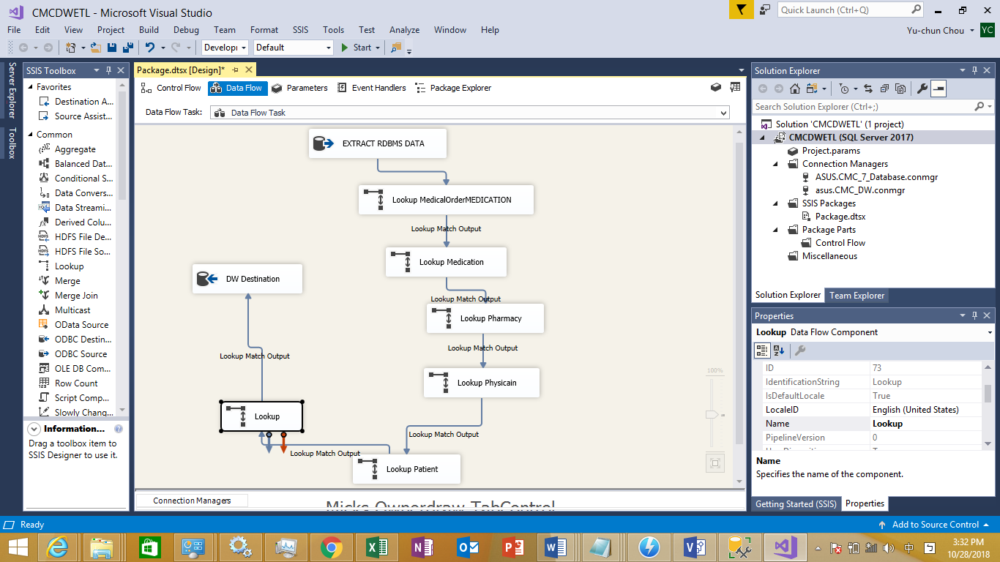 CMCDWETL - Microsoft Visual Studio
Quick Launch (Ctrl+Q)
File Edit View Project Build Debug Team Format SSIS Tools Test Analyze Window Help
Yu-chun Chou YC
Developı Default Start
Server Explorer
Toolbox
SSIS Toolbox
Favorites
Destination A...
Source Assist...
Common
Aggregate
Balanced Dat...
Conditional S...
Data Convers...
Data Streami...
Derived Colu...
HDFS File De...
HDFS File So...
Lookup
Merge
Merge Join
Multicast
OData Source
ODBC Destin...
ODBC Source
OLE DB Com...
Row Count
Script Comp...
Slowly Chang...
Information...
Drag a toolbox item to
SSIS Designer to use it.
Package.dtsx [Design]*
Control Flow Data Flow Parameters Event Handlers Package Explorer
Data Flow Task: Data Flow Task
EXTRACT RDBMS DATA
Lookup MedicalOrderMEDICATION
Lookup Match Output
Lookup Medication
DW Destination
Lookup Match Output
Lookup Pharmacy
Lookup Match Output
Lookup Match Output
Lookup Physicain
Lookup
Lookup Match Output
Lookup Match Output
Lookup Patient
100%
Connection Managers
Micks Ownerdraw TabControl
Solution Explorer
Search Solution Explorer (Ctrl+;)
Solution 'CMCDWETL' (1 project)
CMCDWETL (SQL Server 2017)
Project.params
Connection Managers
ASUS.CMC_7_Database.conmgr
asus.CMC_DW.conmgr
SSIS Packages
Package.dtsx
Package Parts
Control Flow
Miscellaneous
Solution Explorer Team Explorer
Properties
Lookup Data Flow Component
ID 73
IdentificationString Lookup
IsDefaultLocale True
LocaleID English (United States)
Name Lookup
PipelineVersion 0
Name
Specifies the name of the component.
Getting Started (SSIS) Properties
Ready
Add to Source Control
中
3:32 PM
10/28/2018